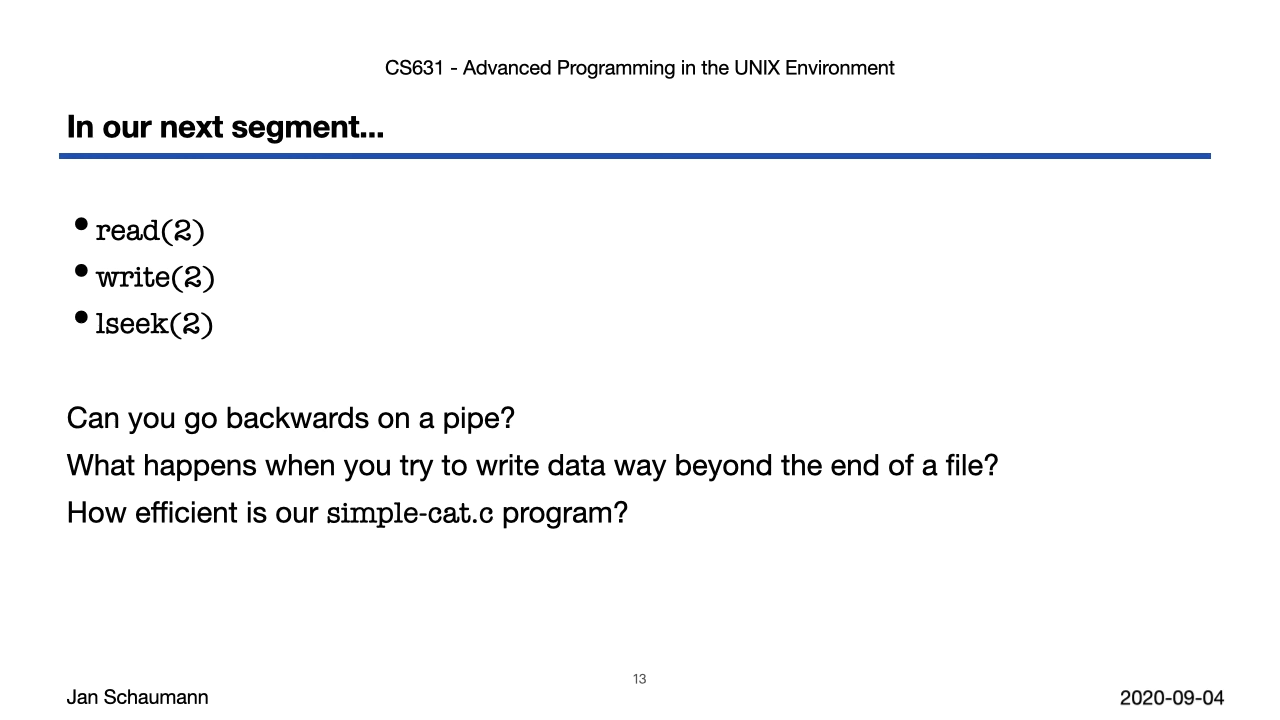 CS631 - Advanced Programming in the UNIX Environment
In our next segment...
• read(2)
• write(2)
• lseek(2)
Can you go backwards on a pipe?
What happens when you try to write data way beyond the end of a file?
How efficient is our simple-cat.c program?
13
Jan Schaumann
2020-09-04